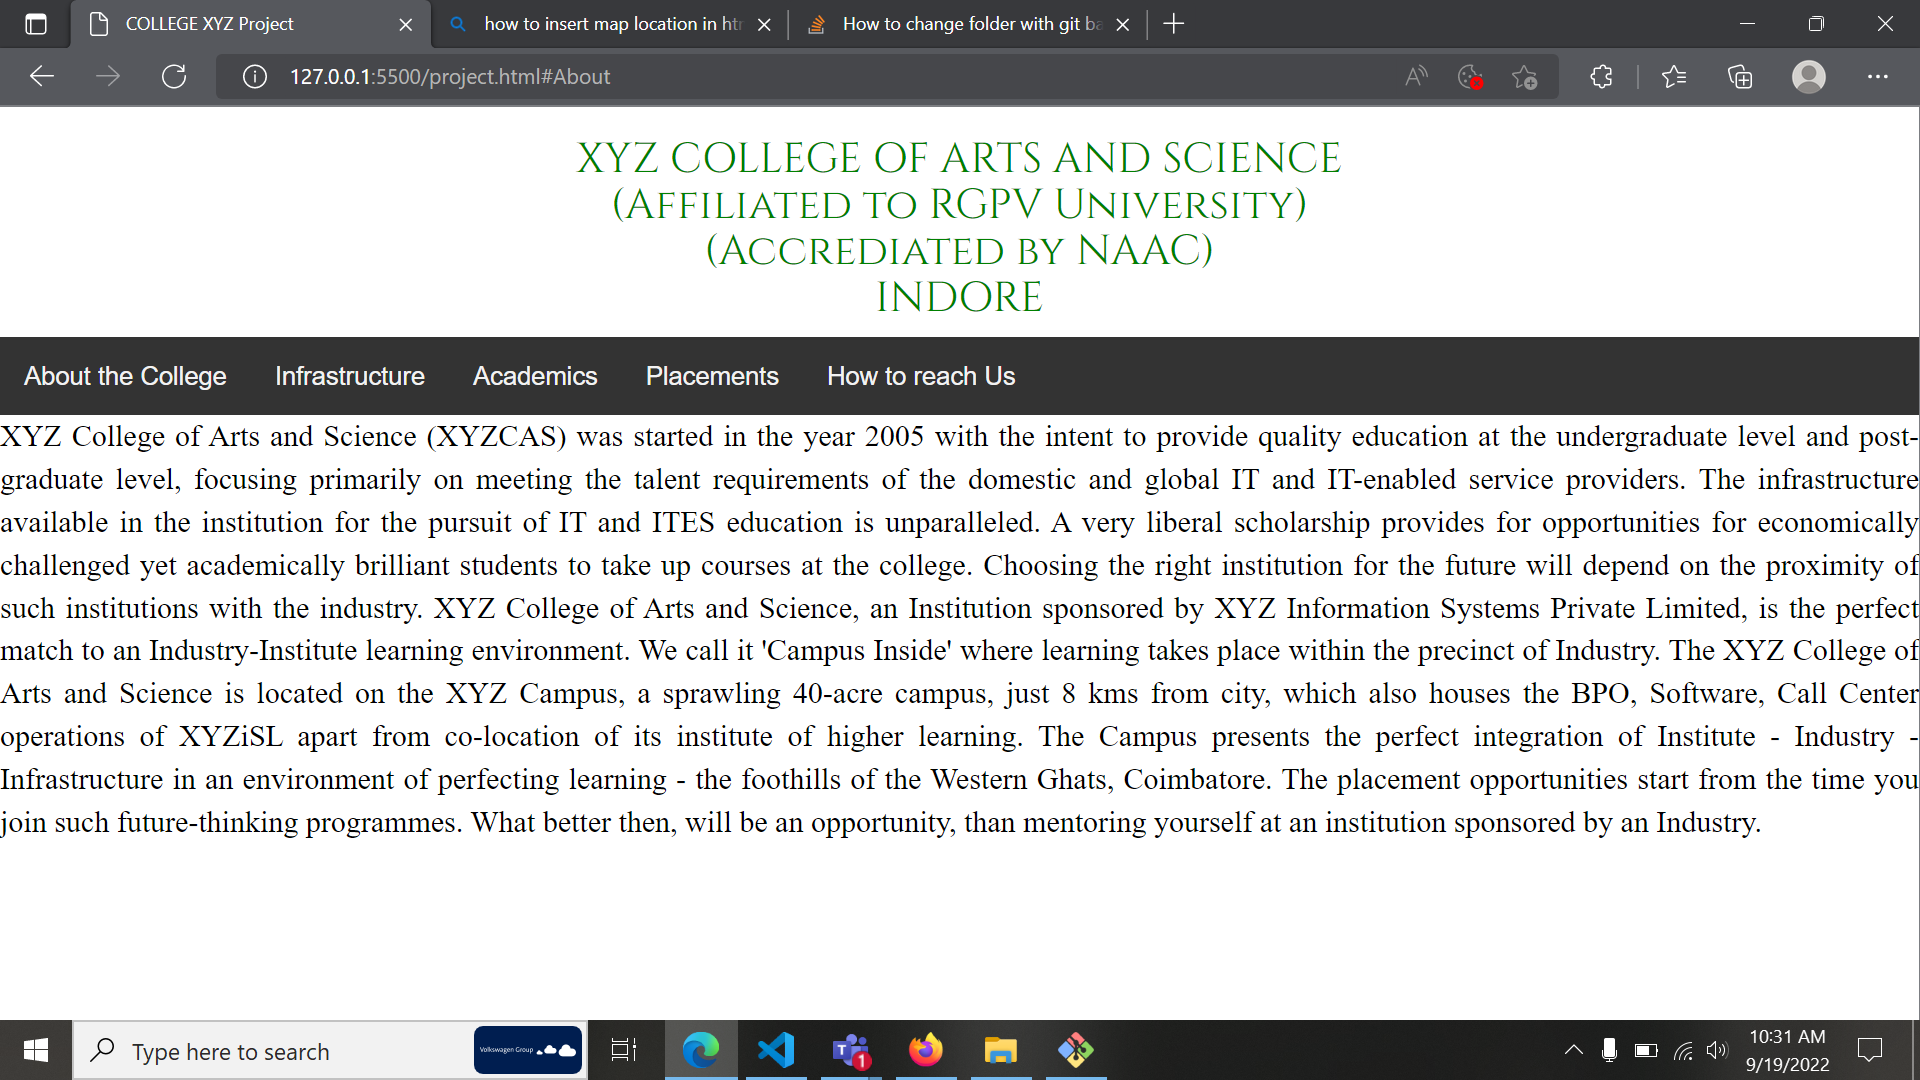 COLLEGE XYZ Project
how to insert map location in htr
How to change folder with git ba
127.0.0.1:5500/project.html#About
XYZ COLLEGE OF ARTS AND SCIENCE
(Affiliated to RGPV University)
(Accrediated by NAAC)
INDORE
About the College Infrastructure Academics Placements How to reach Us
XYZ College of Arts and Science (XYZCAS) was started in the year 2005 with the intent to provide quality education at the undergraduate level and post-
graduate level, focusing primarily on meeting the talent requirements of the domestic and global IT and IT-enabled service providers. The infrastructure
available in the institution for the pursuit of IT and ITES education is unparalleled. A very liberal scholarship provides for opportunities for economically
challenged yet academically brilliant students to take up courses at the college. Choosing the right institution for the future will depend on the proximity of
such institutions with the industry. XYZ College of Arts and Science, an Institution sponsored by XYZ Information Systems Private Limited, is the perfect
match to an Industry-Institute learning environment. We call it 'Campus Inside' where learning takes place within the precinct of Industry. The XYZ College of
Arts and Science is located on the XYZ Campus, a sprawling 40-acre campus, just 8 kms from city, which also houses the BPO, Software, Call Center
operations of XYZiSL apart from co-location of its institute of higher learning. The Campus presents the perfect integration of Institute - Industry -
Infrastructure in an environment of perfecting learning - the foothills of the Western Ghats, Coimbatore. The placement opportunities start from the time you
join such future-thinking programmes. What better then, will be an opportunity, than mentoring yourself at an institution sponsored by an Industry.
Type here to search
Volkswagen Group
T
1
10:31 AM
9/19/2022